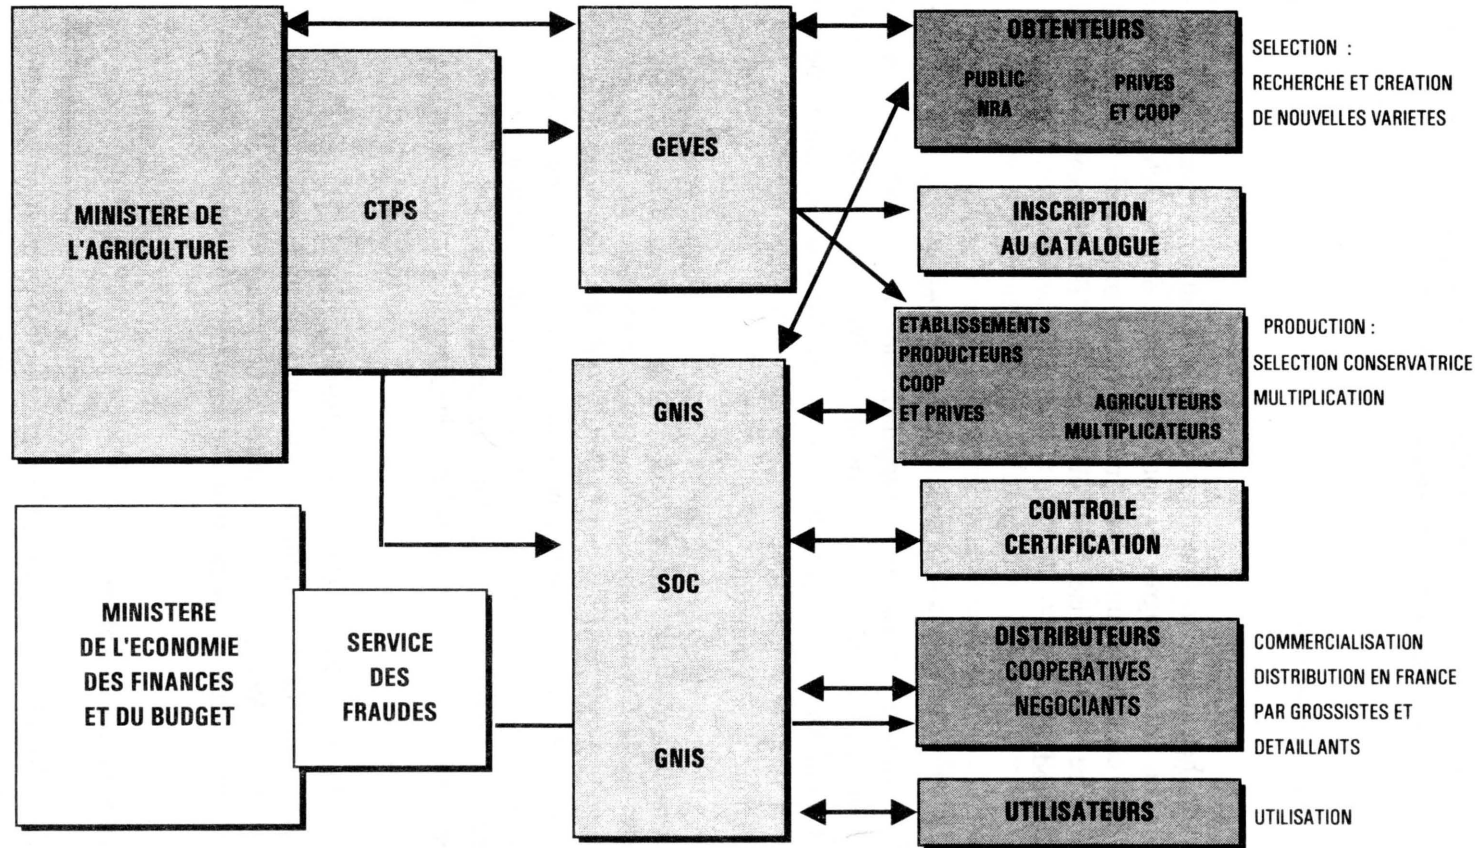 MINISTERE DE
L'AGRICULTURE
CTPS
GEVES
OBTENTEURS
PUBLIC
NRA
PRIVES
ET COOP
SELECTION :
RECHERCHE ET CREATION
DE NOUVELLES VARIETES
INSCRIPTION
AU CATALOGUE
ETABLISSEMENTS
PRODUCTEURS
COOP
ET PRIVES
AGRICULTEURS
MULTIPLICATEURS
PRODUCTION :
SELECTION CONSERVATRICE
MULTIPLICATION
GNIS
SOC
GNIS
CONTROLE
CERTIFICATION
MINISTERE
DE L'ECONOMIE
DES FINANCES
ET DU BUDGET
SERVICE
DES
FRAUDES
DISTRIBUTEURS
COOPERATIVES
NEGOCIANTS
COMMERCIALISATION
DISTRIBUTION EN FRANCE
PAR GROSSISTES ET
DETAILLANTS
UTILISATEURS
UTILISATION